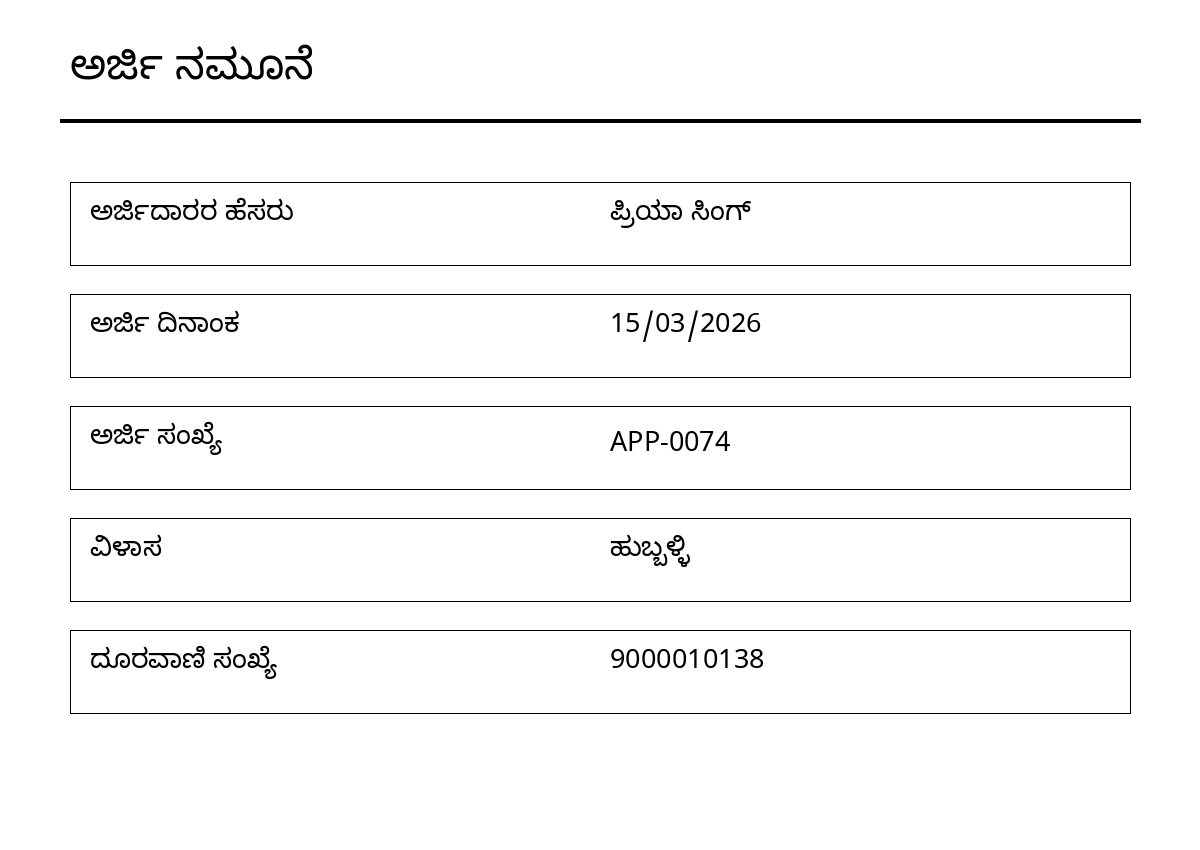 ಅರ್ಜಿ ನಮೂನೆ
ಅರ್ಜಿದಾರರ ಹೆಸರು ಪ್ರಿಯಾ ಸಿಂಗ್
ಅರ್ಜಿ ದಿನಾಂಕ 15/03/2026
ಅರ್ಜಿ ಸಂಖ್ಯೆ APP-0074
ವಿಳಾಸ ಹುಬ್ಬಳ್ಳಿ
ದೂರವಾಣಿ ಸಂಖ್ಯೆ 9000010138